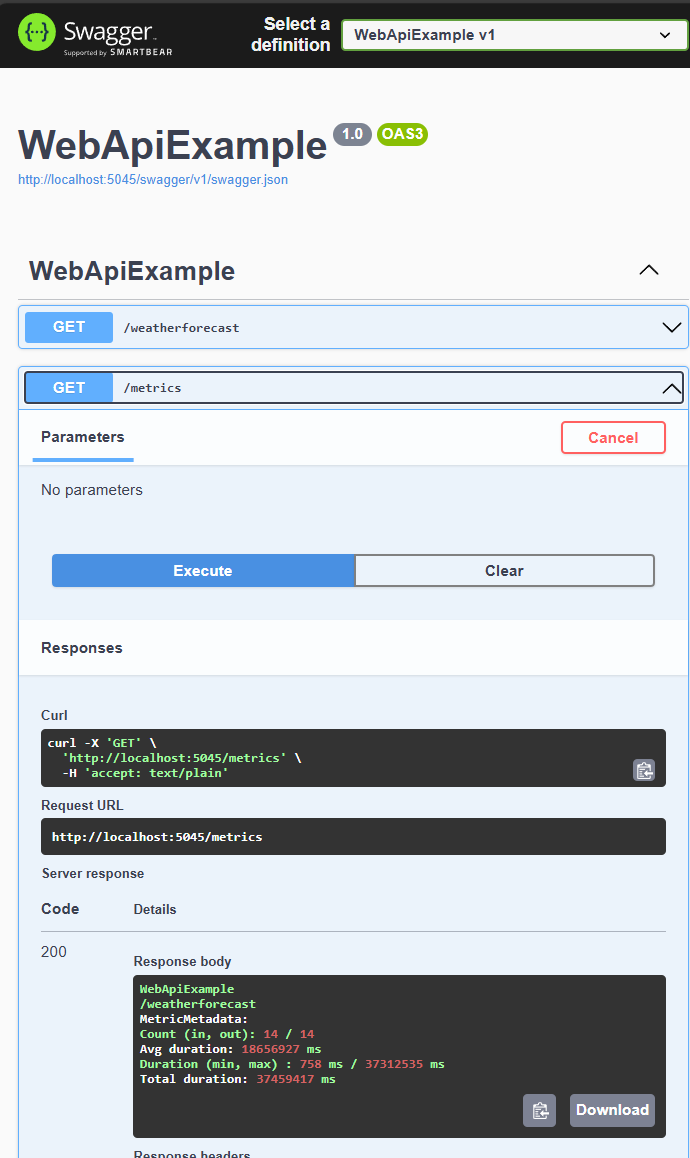 Swagger
Supported by SMARTBEAR
Select a
definition
WebApiExample v1
WebApiExample 1.0 OAS3
http://localhost:5045/swagger/v1/swagger.json
WebApiExample
GET /weatherforecast
GET /metrics
Parameters
Cancel
No parameters
Execute
Clear
Responses
Curl
curl -X 'GET' \
'http://localhost:5045/metrics' \
-H 'accept: text/plain'
Request URL
http://localhost:5045/metrics
Server response
Code Details
200
Response body
WebApiExample
/weatherforecast
MetricMetadata:
Count (in, out): 14 / 14
Avg duration: 18656927 ms
Duration (min, max) : 758 ms / 37312535 ms
Total duration: 37459417 ms
Download
Response headers